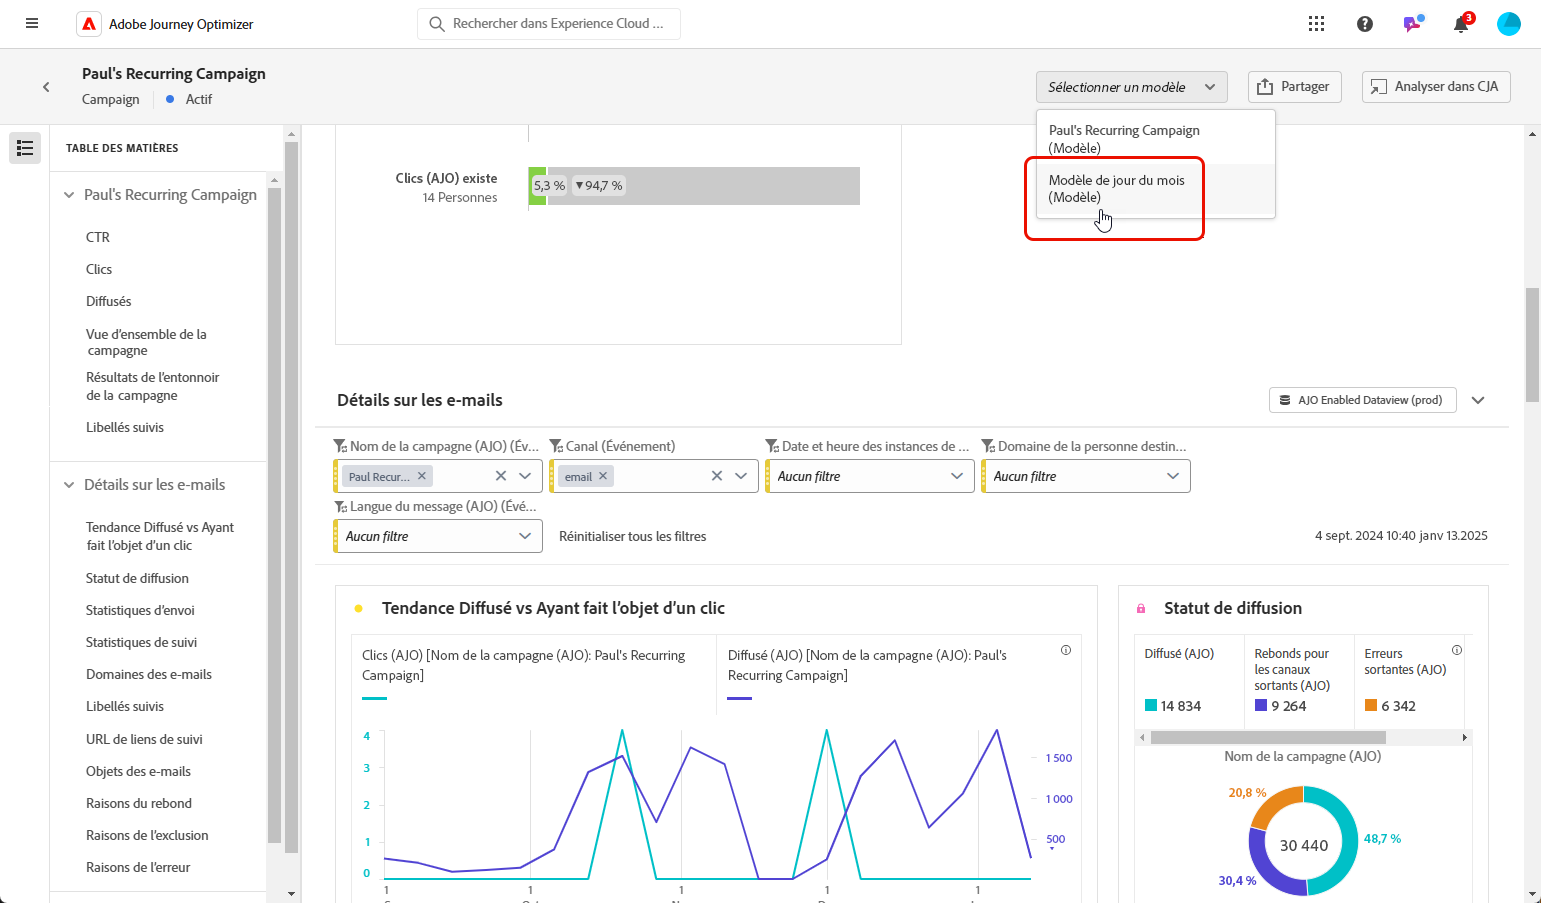 Adobe Journey Optimizer
Rechercher dans Experience Cloud ...
3
Paul's Recurring Campaign
Campaign
Actif
Sélectionner un modèle
Partager
Analyser dans CJA
Paul's Recurring Campaign
(Modèle)
Modèle de jour du mois
(Modèle)
TABLE DES MATIÈRES
Paul's Recurring Campaign
CTR
Clics
Diffusés
Vue d’ensemble de la
campagne
Résultats de l’entonnoir
de la campagne
Libellés suivis
Détails sur les e-mails
Tendance Diffusé vs Ayant
fait l’objet d’un clic
Statut de diffusion
Statistiques d’envoi
Statistiques de suivi
Domaines des e-mails
Libellés suivis
URL de liens de suivi
Objets des e-mails
Raisons du rebond
Raisons de l’exclusion
Raisons de l’erreur
Clics (AJO) existe
14 Personnes
5,3 % ▼94,7 %
Détails sur les e-mails
AJO Enabled Dataview (prod)
Nom de la campagne (AJO) (Év...
Paul Recur...
Canal (Événement)
email
Date et heure des instances de ...
Aucun filtre
Domaine de la personne destin...
Aucun filtre
Langue du message (AJO) (Évé...
Aucun filtre
Réinitialiser tous les filtres
4 sept. 2024 10:40 janv 13.2025
Tendance Diffusé vs Ayant fait l’objet d’un clic
Clics (AJO) [Nom de la campagne (AJO): Paul's Recurring
Campaign]
Diffusé (AJO) [Nom de la campagne (AJO): Paul's
Recurring Campaign]
4
3
2
1
0
1 500
1 000
500
1 1 1 1 1
Statut de diffusion
Diffusé (AJO)
14 834
Rebonds pour
les canaux
sortants (AJO)
9 264
Erreurs
sortantes (AJO)
6 342
Nom de la campagne (AJO)
20,8 %
48,7 %
30 440
30,4 %